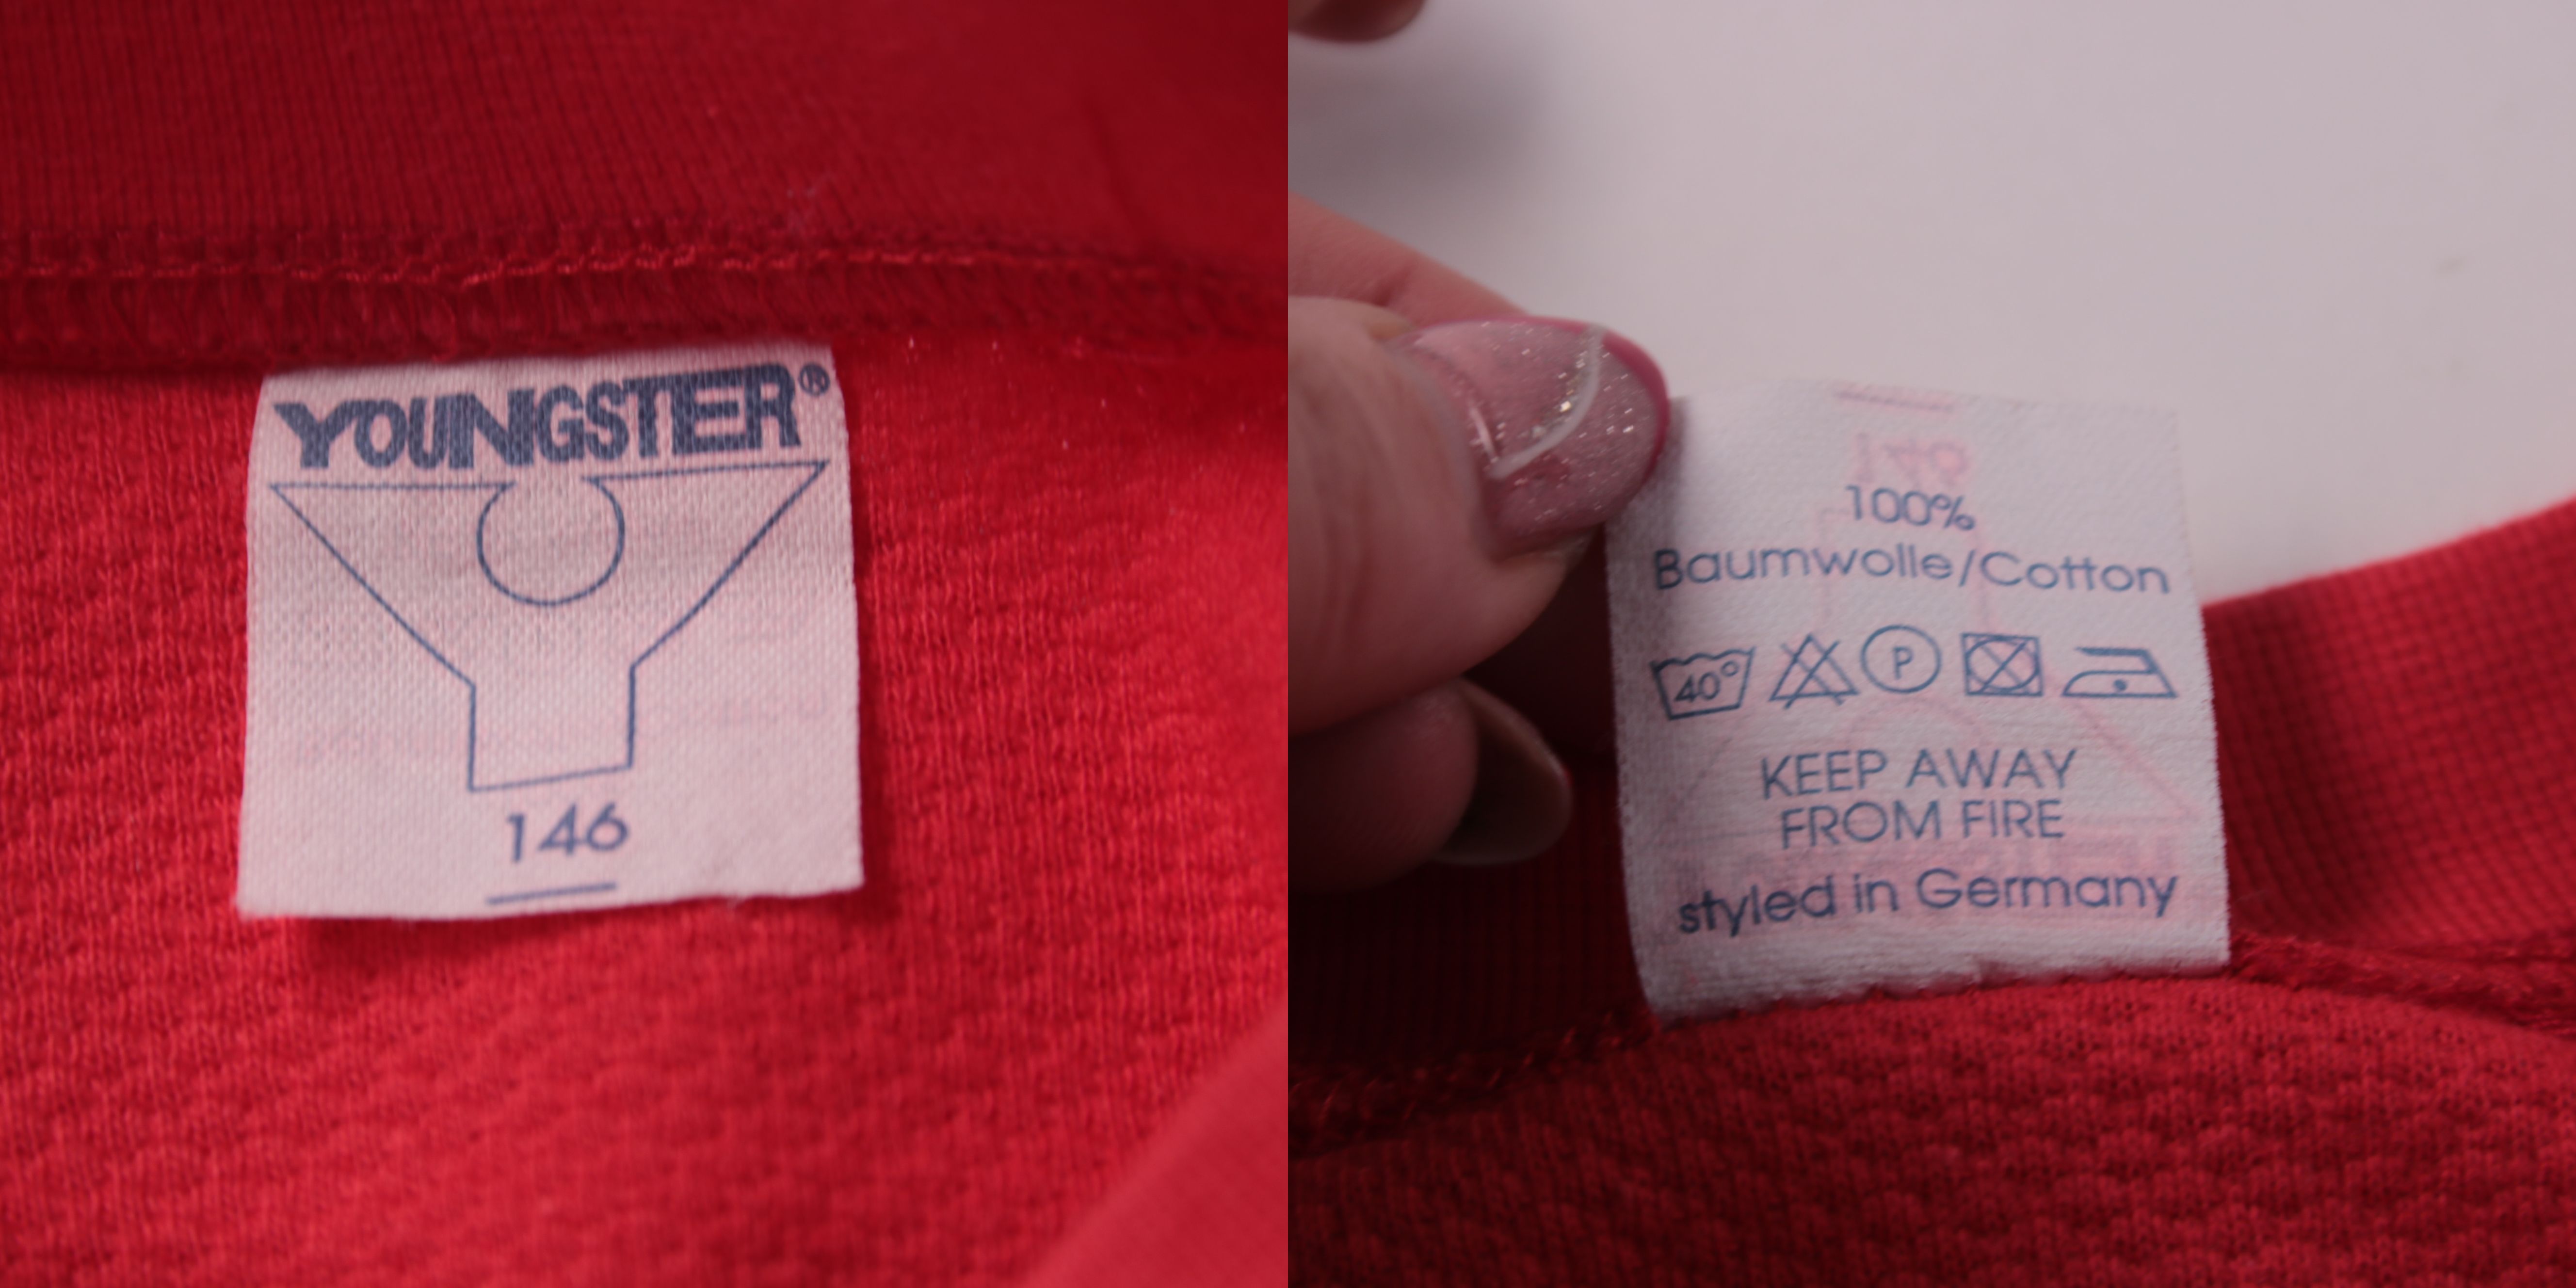 YOUNGSTER®
146
100%
Baumwolle/Cotton
40° P
KEEP AWAY
FROM FIRE
styled in Germany